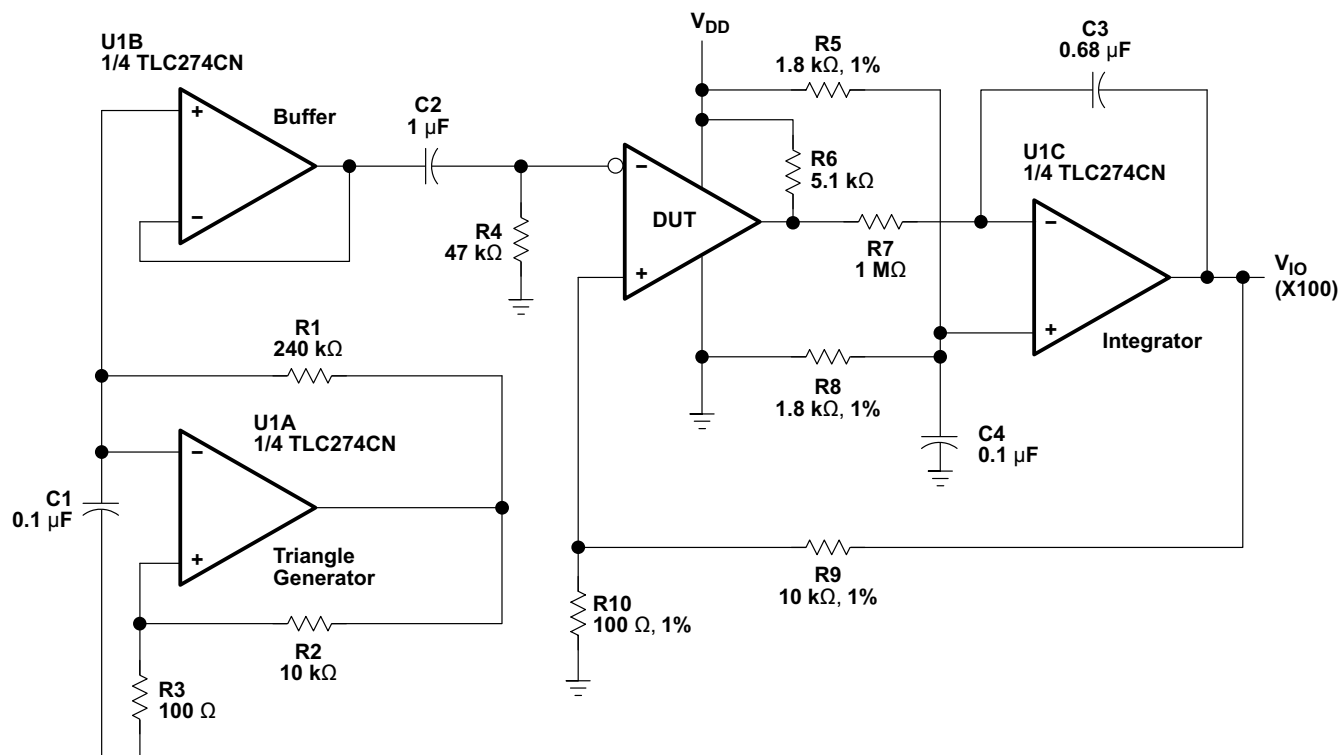 U1B
1/4 TLC274CN
Buffer
+
−
C2
1 µF
R4
47 kΩ
VDD
R5
1.8 kΩ, 1%
C3
0.68 µF
R6
5.1 kΩ
U1C
1/4 TLC274CN
−
DUT
+
R7
1 MΩ
−
+
Integrator
VIO
(X100)
R8
1.8 kΩ, 1%
C4
0.1 µF
R1
240 kΩ
U1A
1/4 TLC274CN
−
+
C1
0.1 µF
Triangle
Generator
R2
10 kΩ
R3
100 Ω
R9
10 kΩ, 1%
R10
100 Ω, 1%